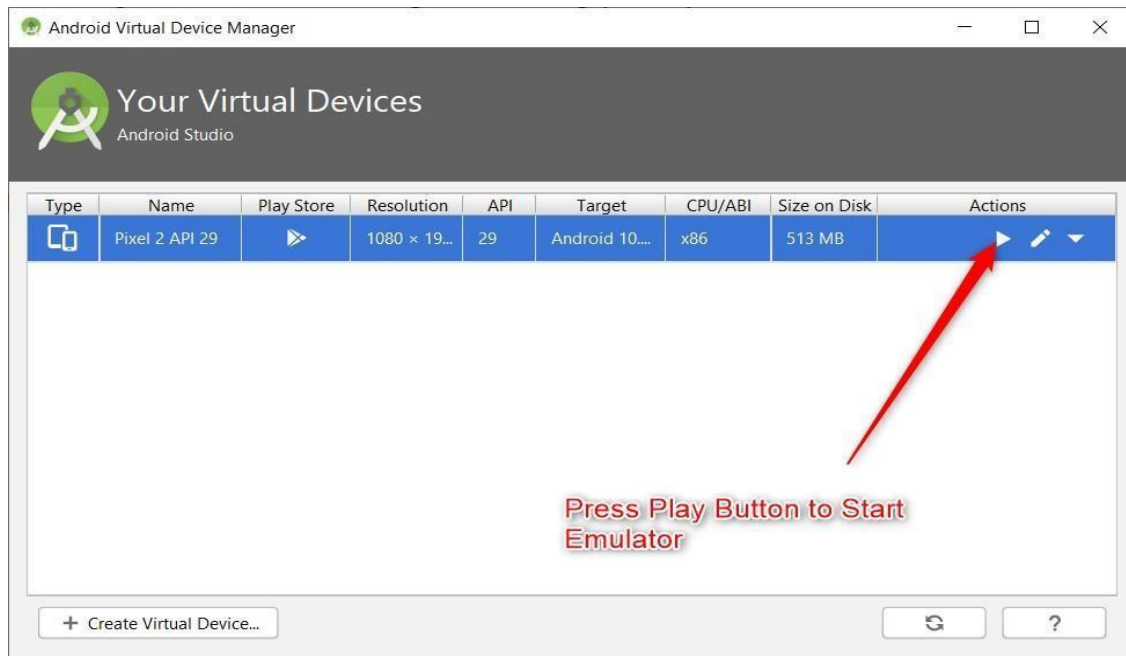 Android Virtual Device Manager
Your Virtual Devices
Android Studio
Type Name Play Store Resolution API Target CPU/ABI Size on Disk Actions
Pixel 2 API 29 1080 × 19... 29 Android 10.... x86 513 MB
Press Play Button to Start
Emulator
+ Create Virtual Device...
?